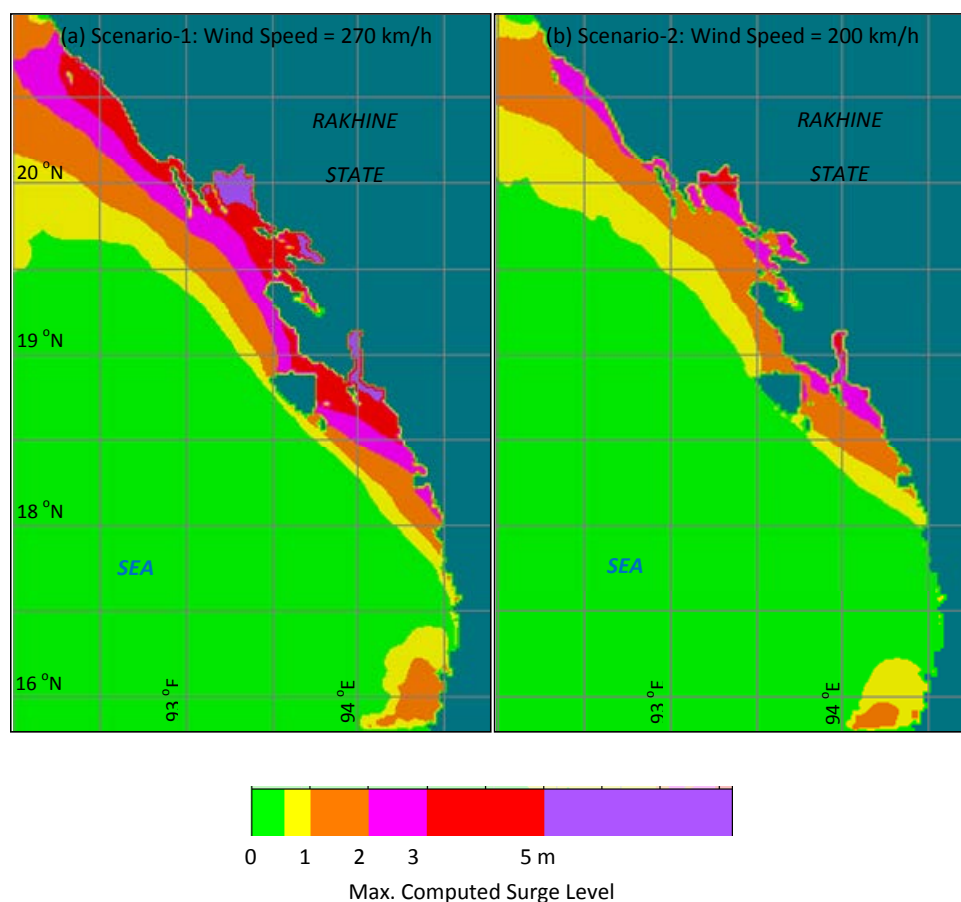 (a) Scenario-1: Wind Speed = 270 km/h
(b) Scenario-2: Wind Speed = 200 km/h
RAKHINE
STATE
RAKHINE
STATE
20 °N
19 °N
18 °N
SEA
SEA
16 °N
93 °F
94 °E
93 °F
94 °E
0 1 2 3 5 m
Max. Computed Surge Level